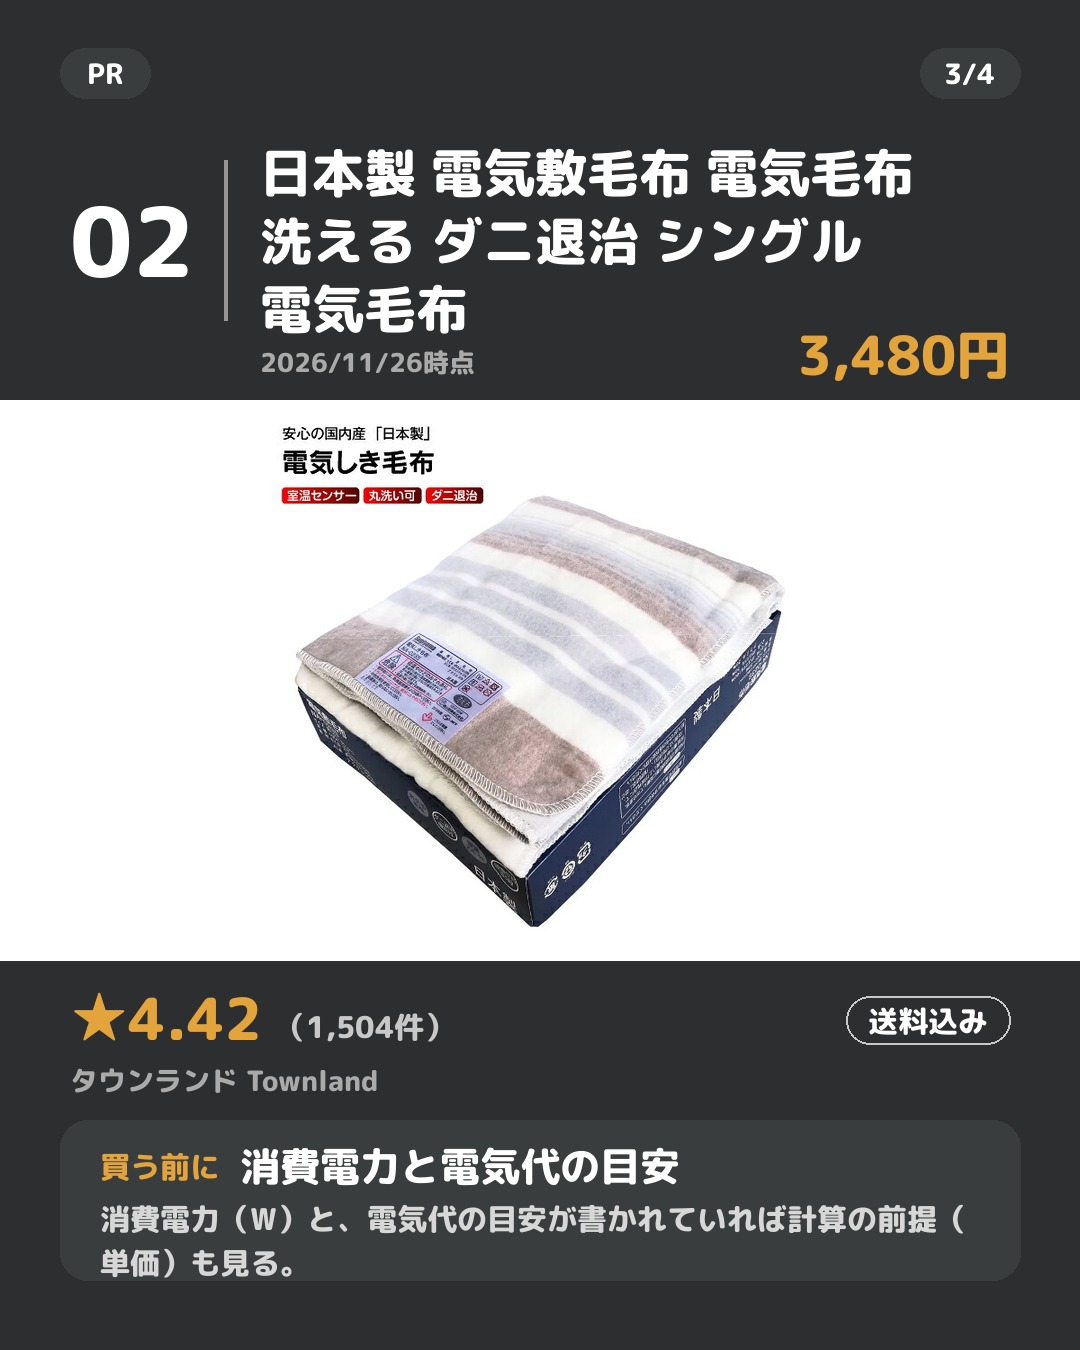 PR
3/4
02
日本製 電気敷毛布 電気毛布
洗える ダニ退治 シングル
電気毛布
2026/11/26時点
3,480円
安心の国内産「日本製」
電気しき毛布
室温センサー 丸洗い可 ダニ退治
日本製
日本製
★4.42 (1,504件)
送料込み
タウンランド Townland
買う前に 消費電力と電気代の目安
消費電力（W）と、電気代の目安が書かれていれば計算の前提（
単価）も見る。